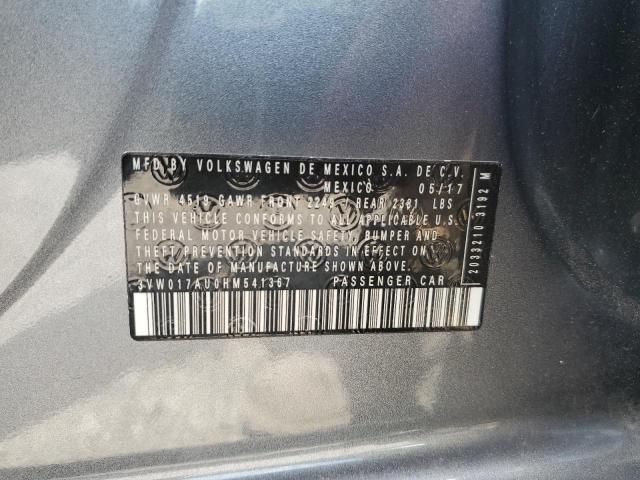 MFD.BY VOLKSWAGEN DE MEXICO S.A. DE C.V.
MEXICO 05/17
GVWR 4519 GAWR FRONT 2249 REAR 2381 LBS
THIS VEHICLE CONFORMS TO ALL APPLICABLE U.S.
FEDERAL MOTOR VEHICLE SAFETY, BUMPER AND
THEFT PREVENTION STANDARDS IN EFFECT ON
THE DATE OF MANUFACTURE SHOWN ABOVE.
3VW017AU0HM541367 PASSENGER CAR
2033210 3192 M